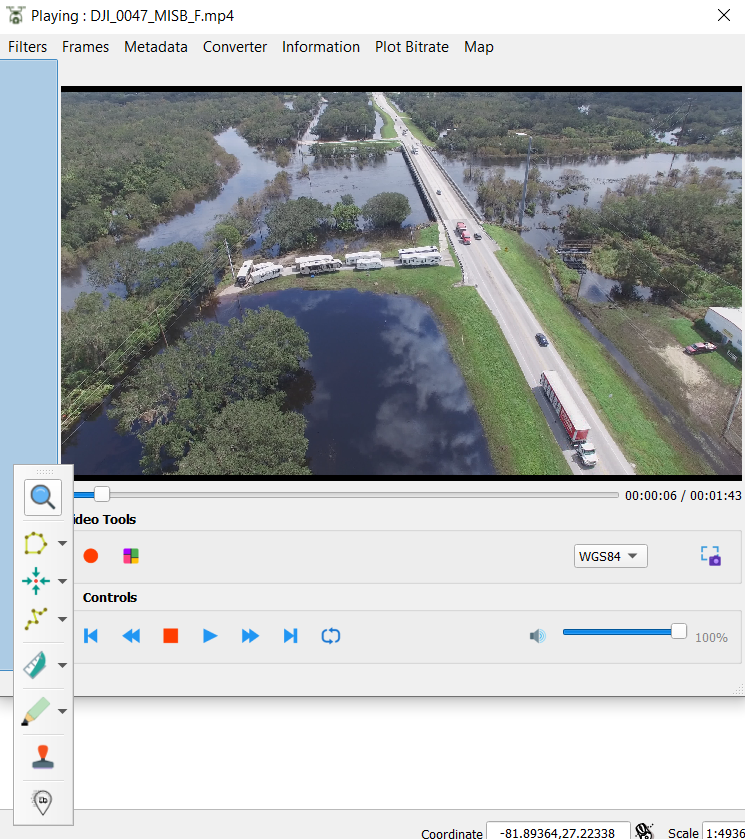 Playing : DJI_0047_MISB_F.mp4
Filters Frames Metadata Converter Information Plot Bitrate Map
00:00:06 / 00:01:43
ideo Tools
WGS84
Controls
100%
Coordinate -81.89364,27.22338 Scale 1:4936